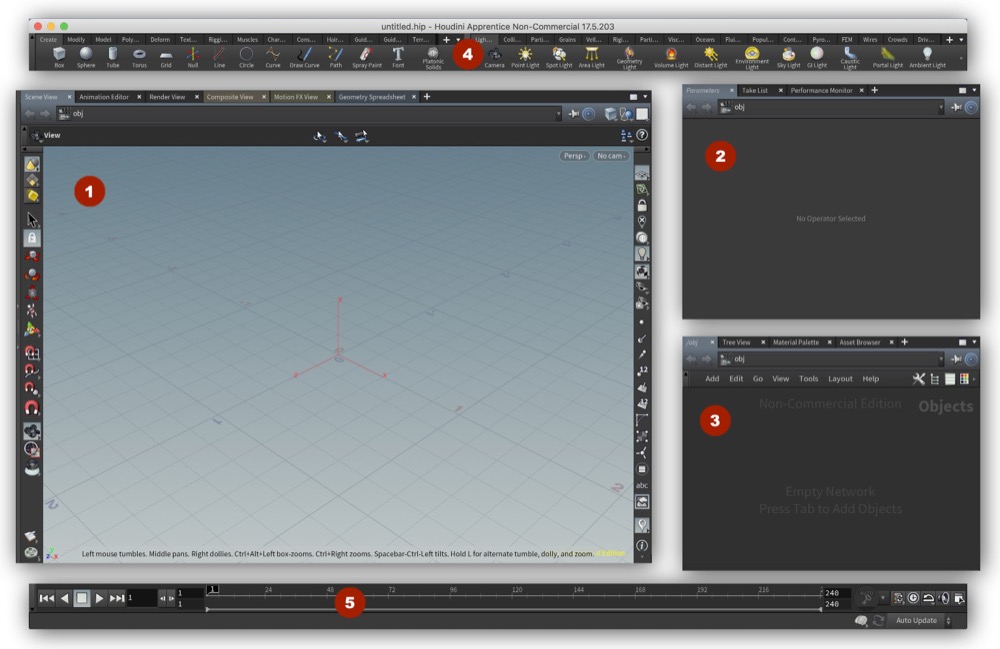 untitled.hip - Houdini Apprentice Non-Commercial 17.5.203
Create Modify Model Poly... Deform Text... Riggi... Muscles Char... Cons... Hair... Guid... Guid... Terr... Ligh... Colli... Parti... Grains Vell... Rig... Parti... Visc... Oceans Flui... Popul... Cont... Pyro... FEM Wires Crowds Driv...
Box Sphere Tube Torus Grid Null Line Circle Curve Draw Curve Path Spray Paint Font Platonic Solids Camera Point Light Spot Light Area Light Geometry Light Volume Light Distant Light Environment Light Sky Light GI Light Caustic Light Portal Light Ambient Light
4
Scene View Animation Editor Render View Composite View Motion FX View Geometry Spreadsheet
obj
View
Persp No cam
1
12
abc
Left mouse tumbles. Middle pans. Right dollies. Ctrl+Alt+Left box-zooms. Ctrl+Right zooms. Spacebar-Ctrl-Left tilts. Hold L for alternate tumble, dolly, and zoom.
Parameters Take List Performance Monitor
obj
2
No Operator Selected
/obj Tree View Material Palette Asset Browser
obj
Add Edit Go View Tools Layout Help
Non-Commercial Edition Objects
3
Empty Network
Press Tab to Add Objects
1 1 1 24 48 72 96 120 144 168 192 216 240
1 240
5
Auto Update